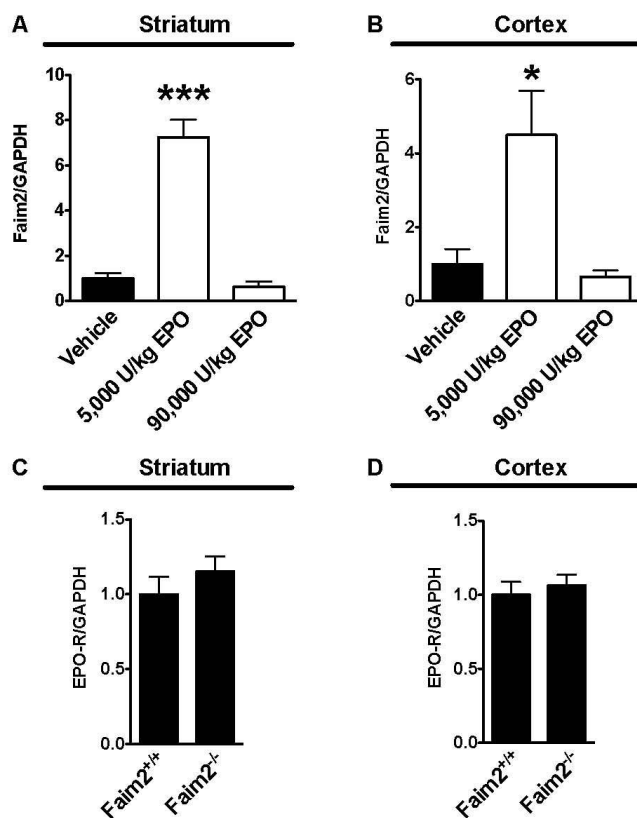 A
Striatum
Faim2/GAPDH
10
8
6
4
2
0
***
Vehicle
5,000 U/kg EPO
90,000 U/kg EPO
B
Cortex
Faim2/GAPDH
6
4
2
0
*
Vehicle
5,000 U/kg EPO
90,000 U/kg EPO
C
Striatum
EPO-R/GAPDH
1.5
1.0
0.5
0.0
Faim2+/+
Faim2-/-
D
Cortex
EPO-R/GAPDH
1.5
1.0
0.5
0.0
Faim2+/+
Faim2-/-